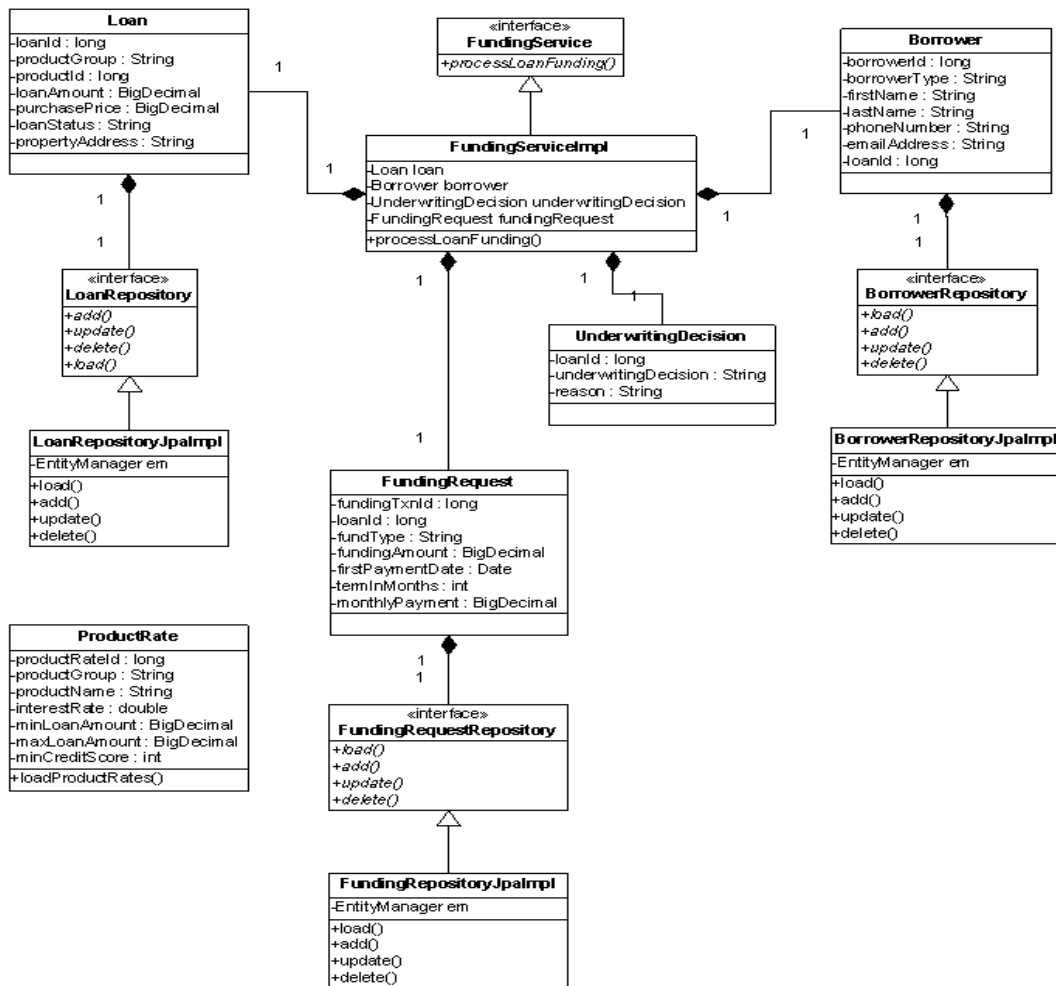 Loan
-loanId : long
-productGroup : String
-productId : long
-loanAmount : BigDecimal
-purchasePrice : BigDecimal
-loanStatus : String
-propertyAddress : String
«interface»
FundingService
+processLoanFunding()
Borrower
-borrowerId : long
-borrowerType : String
-firstName : String
-lastName : String
-phoneNumber : String
-emailAddress : String
-loanId : long
1
1
1
1
FundingServiceImpl
-Loan loan
-Borrower borrower
-UnderwritingDecision underwritingDecision
-FundingRequest fundingRequest
+processLoanFunding()
1
1
1
1
1
1
1
1
«interface»
LoanRepository
+add()
+update()
+delete()
+load()
UnderwritingDecision
-loanId : long
-underwritingDecision : String
-reason : String
«interface»
BorrowerRepository
+load()
+add()
+update()
+delete()
LoanRepositoryJpaImpl
-EntityManager em
+load()
+add()
+update()
+delete()
FundingRequest
-fundingTxnId : long
-loanId : long
-fundType : String
-fundingAmount : BigDecimal
-firstPaymentDate : Date
-termInMonths : int
-monthlyPayment : BigDecimal
BorrowerRepositoryJpaImpl
-EntityManager em
+load()
+add()
+update()
+delete()
ProductRate
-productRateId : long
-productGroup : String
-productName : String
-interestRate : double
-minLoanAmount : BigDecimal
-maxLoanAmount : BigDecimal
-minCreditScore : int
+loadProductRates()
1
1
«interface»
FundingRequestRepository
+load()
+add()
+update()
+delete()
FundingRepositoryJpaImpl
-EntityManager em
+load()
+add()
+update()
+delete()